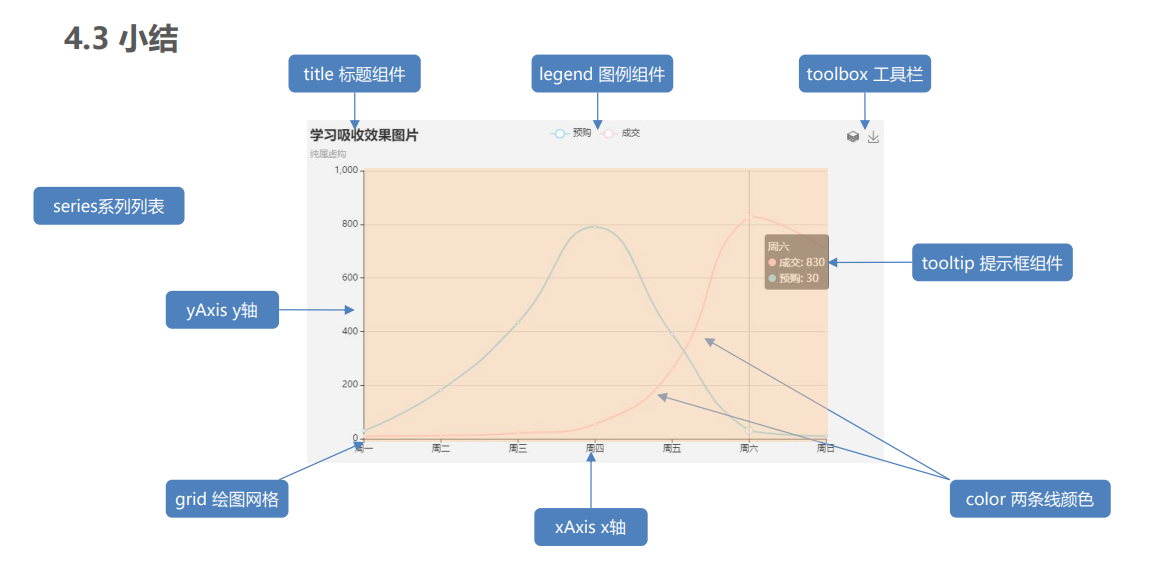 4.3 小结
title 标题组件
legend 图例组件
toolbox 工具栏
学习吸收效果图片
预购
成交
纯属虚构
1,000
series系列列表
800
周六
成交: 830
预购: 30
tooltip 提示框组件
600
yAxis y轴
400
200
0
周一
周二
周三
周四
周五
周六
周日
grid 绘图网格
color 两条线颜色
xAxis x轴